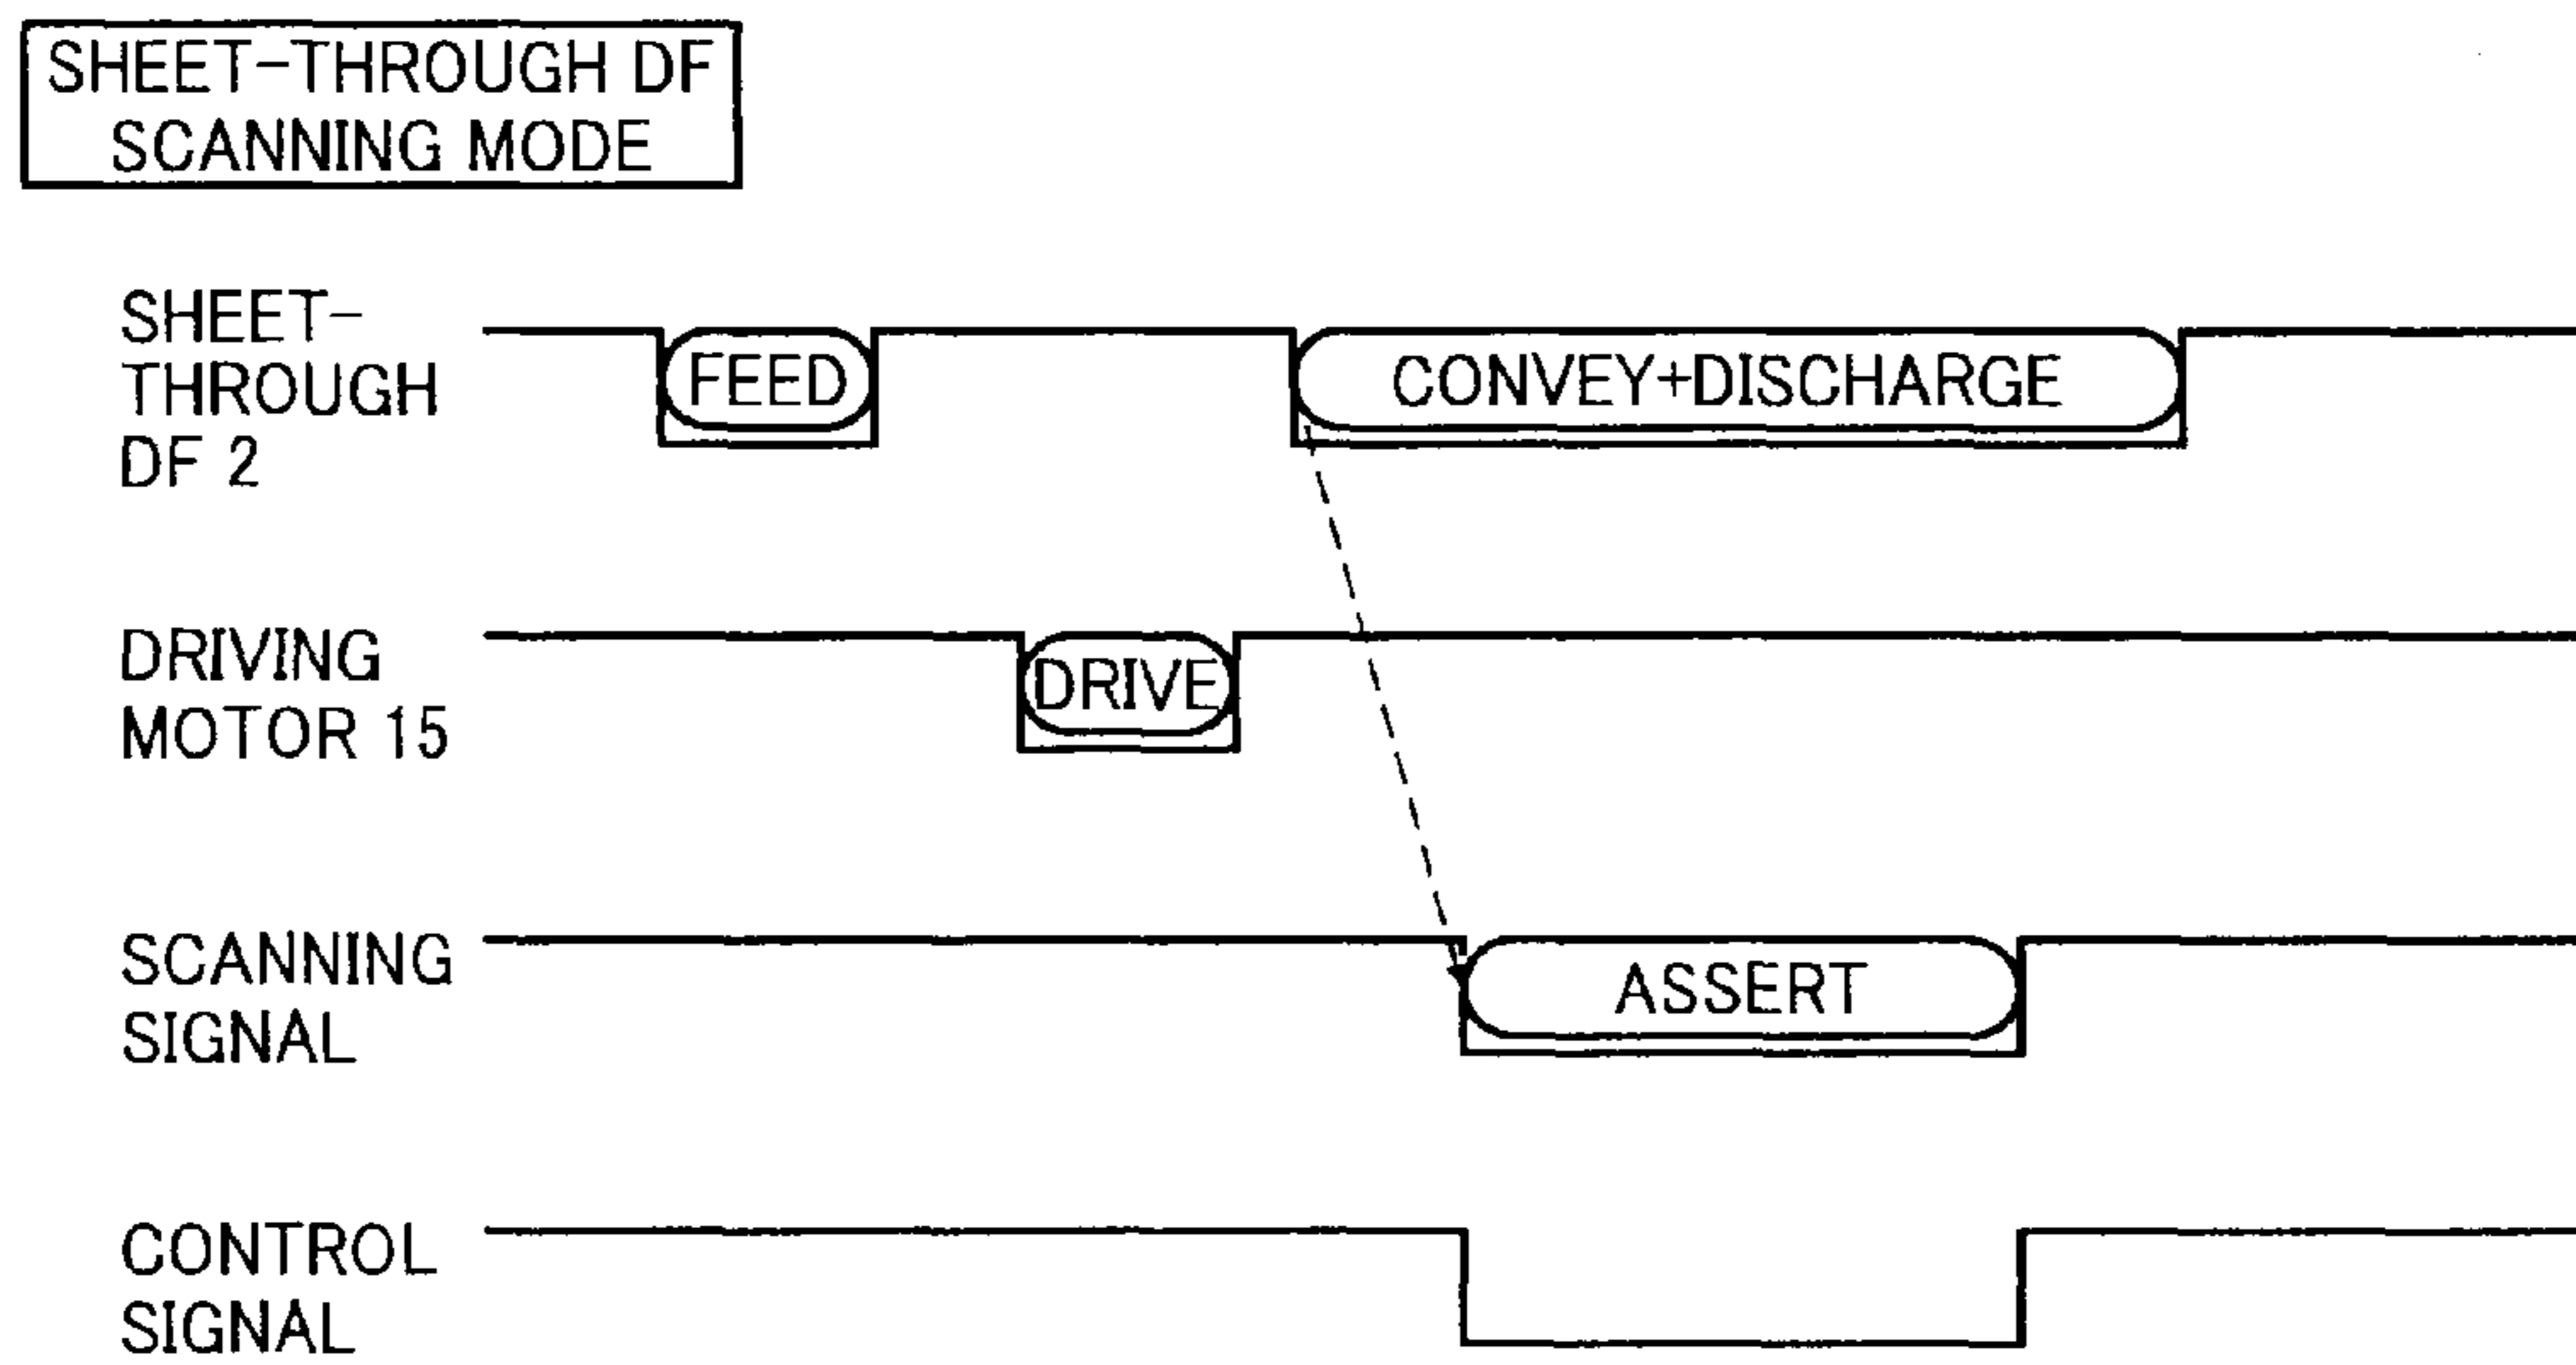 SHEET-THROUGH DF
SCANNING MODE
SHEET-
THROUGH
DF 2
FEED
CONVEY+DISCHARGE
DRIVING
MOTOR 15
DRIVE
SCANNING
SIGNAL
ASSERT
CONTROL
SIGNAL